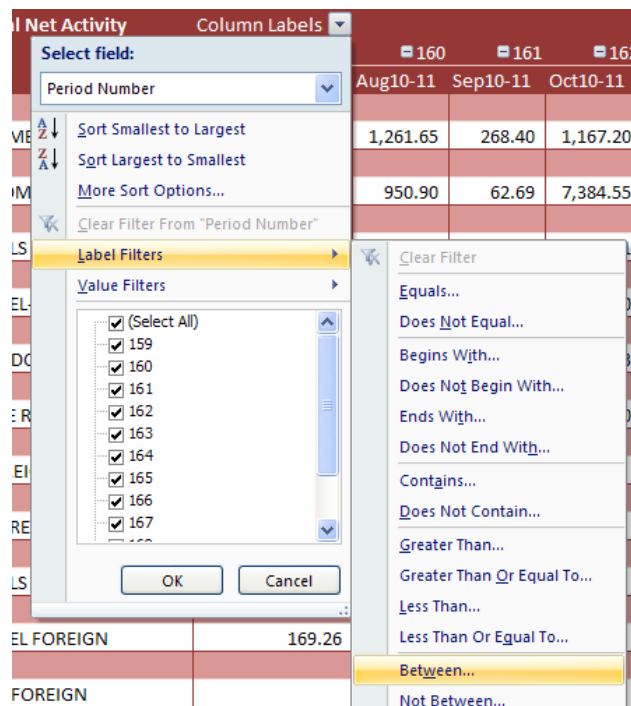 l Net Activity Column Labels
Select field:
160 161 162
Period Number
Aug10-11 Sep10-11 Oct10-11
Sort Smallest to Largest
1,261.65 268.40 1,167.20
Sort Largest to Smallest
More Sort Options...
950.90 62.69 7,384.55
Clear Filter From "Period Number"
Label Filters
Value Filters
(Select All)
159
160
161
162
163
164
165
166
167
OK Cancel
Clear Filter
Equals...
Does Not Equal...
Begins With...
Does Not Begin With...
Ends With...
Does Not End With...
Contains...
Does Not Contain...
Greater Than...
Greater Than Or Equal To...
Less Than...
Less Than Or Equal To...
Between...
Not Between...
EL FOREIGN 169.26
FOREIGN